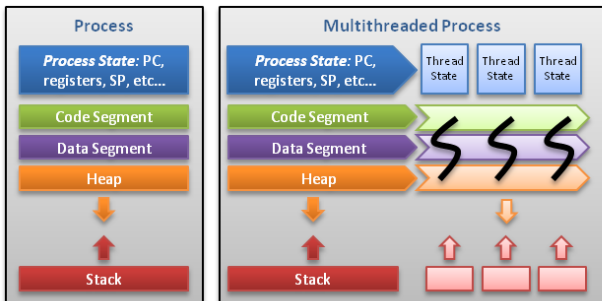 Process
Process State: PC,
registers, SP, etc...
Code Segment
Data Segment
Heap
Stack
Multithreaded Process
Process State: PC,
registers, SP, etc...
Thread
State
Thread
State
Thread
State
Code Segment
Data Segment
Heap
Stack